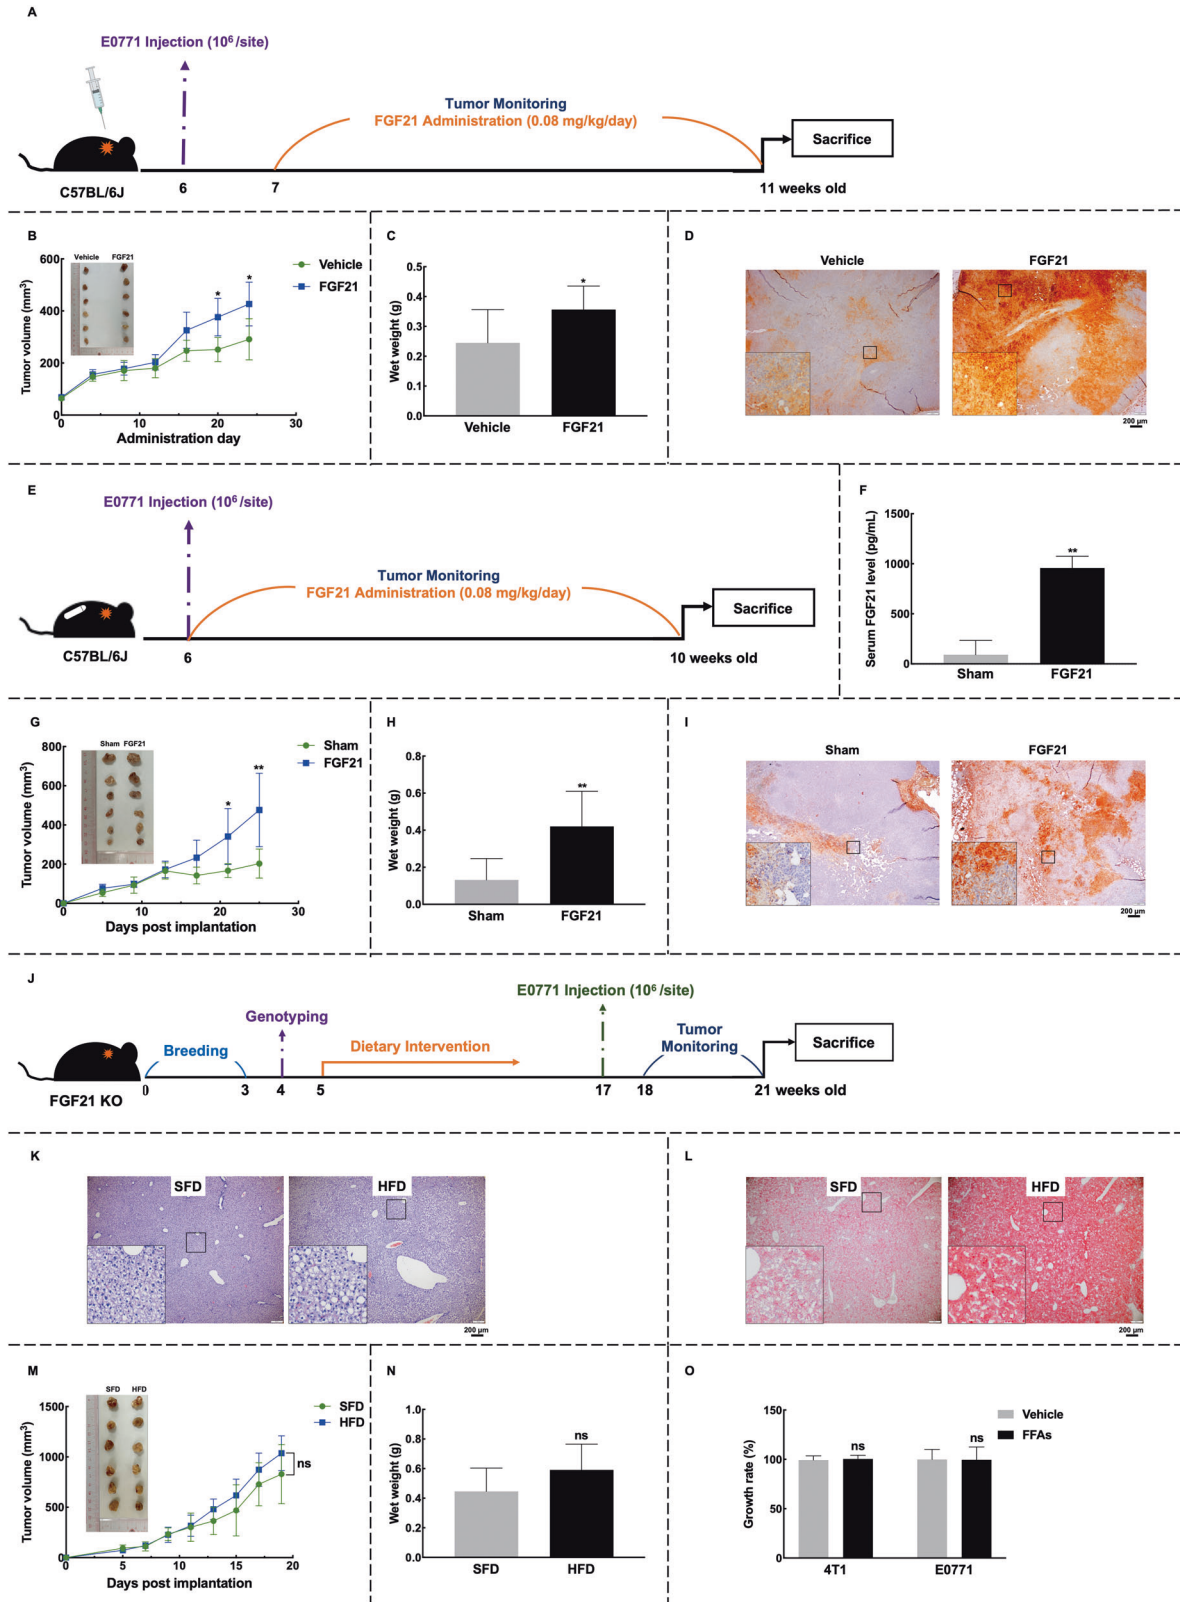 A
E0771 Injection (10⁶/site)
Tumor Monitoring
FGF21 Administration (0.08 mg/kg/day)
Sacrifice
C57BL/6J
6
7
11 weeks old
B
Vehicle FGF21
Vehicle
FGF21
Tumor volume (mm³)
600
400
200
0
* *
0 10 20 30
Administration day
C
Wet weight (g)
0.5
0.4
0.3
0.2
0.1
0.0
*
Vehicle FGF21
D
Vehicle FGF21
200 µm
E
E0771 Injection (10⁶/site)
Tumor Monitoring
FGF21 Administration (0.08 mg/kg/day)
Sacrifice
C57BL/6J
6
10 weeks old
F
Serum FGF21 level (pg/mL)
1500
1000
500
0
**
Sham FGF21
G
Sham FGF21
Sham
FGF21
Tumor volume (mm³)
800
600
400
200
0
* **
0 10 20 30
Days post implantation
H
Wet weight (g)
0.8
0.6
0.4
0.2
0.0
**
Sham FGF21
I
Sham FGF21
200 µm
J
E0771 Injection (10⁶/site)
Genotyping
Breeding
Dietary Intervention
Tumor
Monitoring
Sacrifice
FGF21 KO
0 3 4 5 17 18 21 weeks old
K
SFD HFD
200 µm
L
SFD HFD
200 µm
M
SFD HFD
SFD
HFD
Tumor volume (mm³)
1500
1000
500
0
ns
0 5 10 15 20
Days post implantation
N
Wet weight (g)
0.8
0.6
0.4
0.2
0.0
ns
SFD HFD
O
Vehicle
FFAs
Growth rate (%)
150
100
50
0
ns ns
4T1 E0771